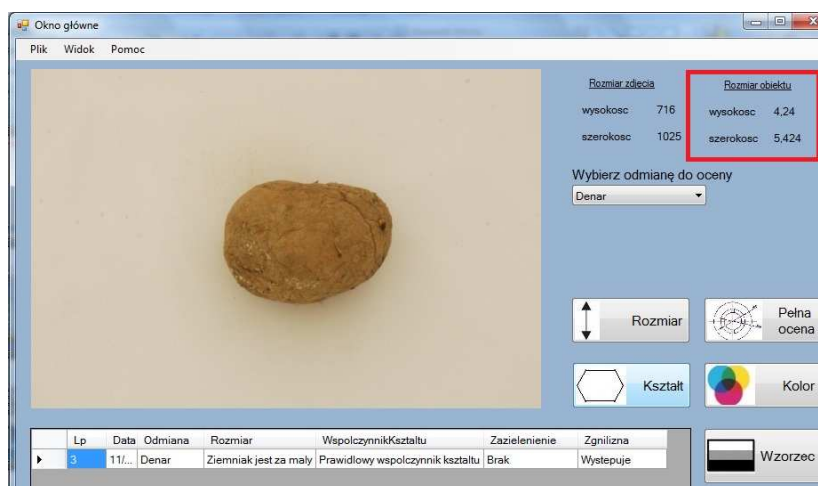 Okno główne
Plik Widok Pomoc
Rozmiar zdjecia
wysokosc 716
szerokosc 1025
Rozmiar obiektu
wysokosc 4,24
szerokosc 5,424
Wybierz odmianę do oceny
Denar
Rozmiar
Pełna
ocena
Kształt
Kolor
Wzorzec
Lp Data Odmiana Rozmiar WspolczynnikKsztaltu Zazielenienie Zgnilizna
3 11/... Denar Ziemniak jest za maly Prawidlowy wspolczynnik ksztaltu Brak Wystepuje